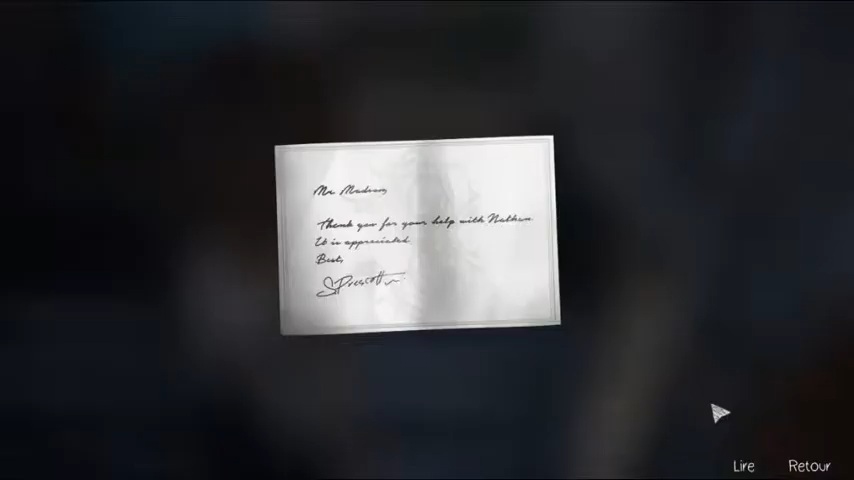 Mr Madsen,
Thank you for your help with Nathan.
It is appreciated.
Best,
S Prescott
Lire
Retour